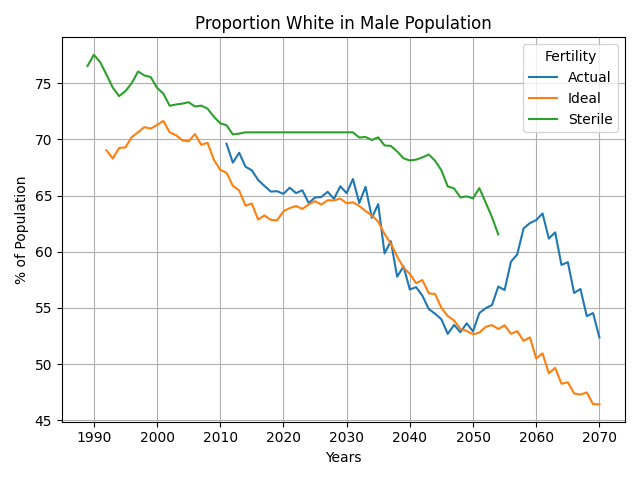 Proportion White in Male Population
Fertility
Actual
Ideal
Sterile
% of Population
75
70
65
60
55
50
45
1990 2000 2010 2020 2030 2040 2050 2060 2070
Years